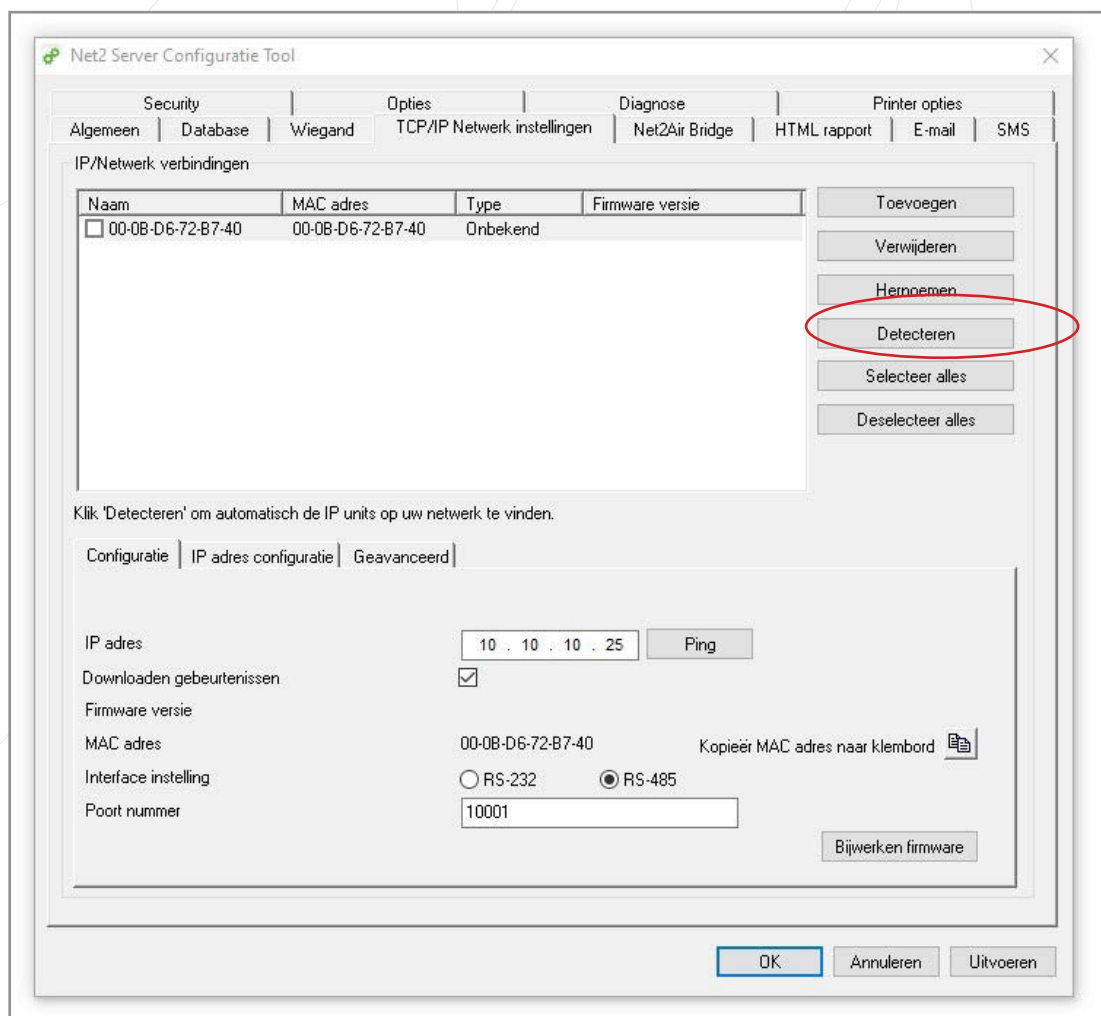 Net2 Server Configuratie Tool
Security Opties Diagnose Printer opties
Algemeen Database Wiegand TCP/IP Netwerk instellingen Net2Air Bridge HTML rapport E-mail SMS
IP/Netwerk verbindingen
Naam MAC adres Type Firmware versie
00-0B-D6-72-B7-40 00-0B-D6-72-B7-40 Onbekend
Toevoegen
Verwijderen
Hernoemen
Detecteren
Selecteer alles
Deselecteer alles
Klik 'Detecteren' om automatisch de IP units op uw netwerk te vinden.
Configuratie IP adres configuratie Geavanceerd
IP adres 10 . 10 . 10 . 25 Ping
Downloaden gebeurtenissen
Firmware versie
MAC adres 00-0B-D6-72-B7-40 Kopieër MAC adres naar klembord
Interface instelling RS-232 RS-485
Poort nummer 10001
Bijwerken firmware
OK Annuleren Uitvoeren